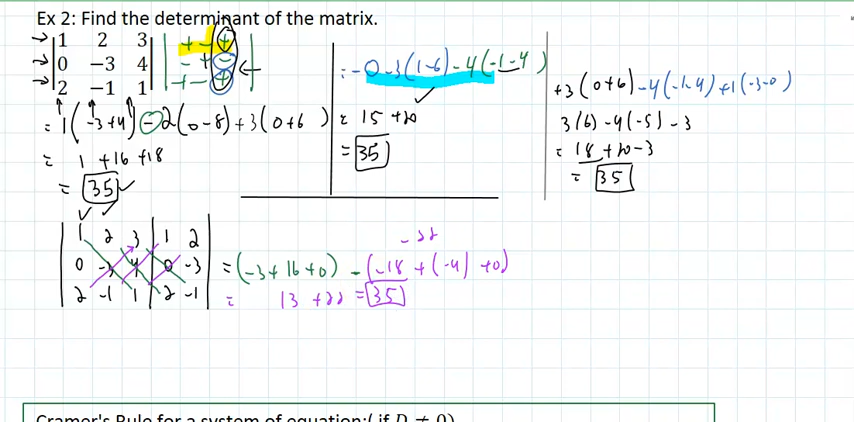 Ex 2: Find the determinant of the matrix.
→ |1 2 3| | + − + |
→ |0 −3 4| | − + − | ←
→ |2 −1 1| | + − + |
= 1(-3+4) - 2(0-8) + 3(0+6)
= 1 +16 +18
= 35 ✓
= -0 -3(1-6) -4(-1-4)
= 15 +20
= 35
+3(0+6) -4(-1-4) +1(-3-0)
3(6) -4(-5) -3
= 18 +20 -3
= 35
✓ ✓
| 1 2 3 | 1 2 |
| 0 -3 4 | 0 -3 |
| 2 -1 1 | 2 -1 |
-22
= (-3+16+0) - (-18 + (-4) +0)
= 13 +22 = 35
Cramer's Rule for a system of equation:( if D ≠ 0)